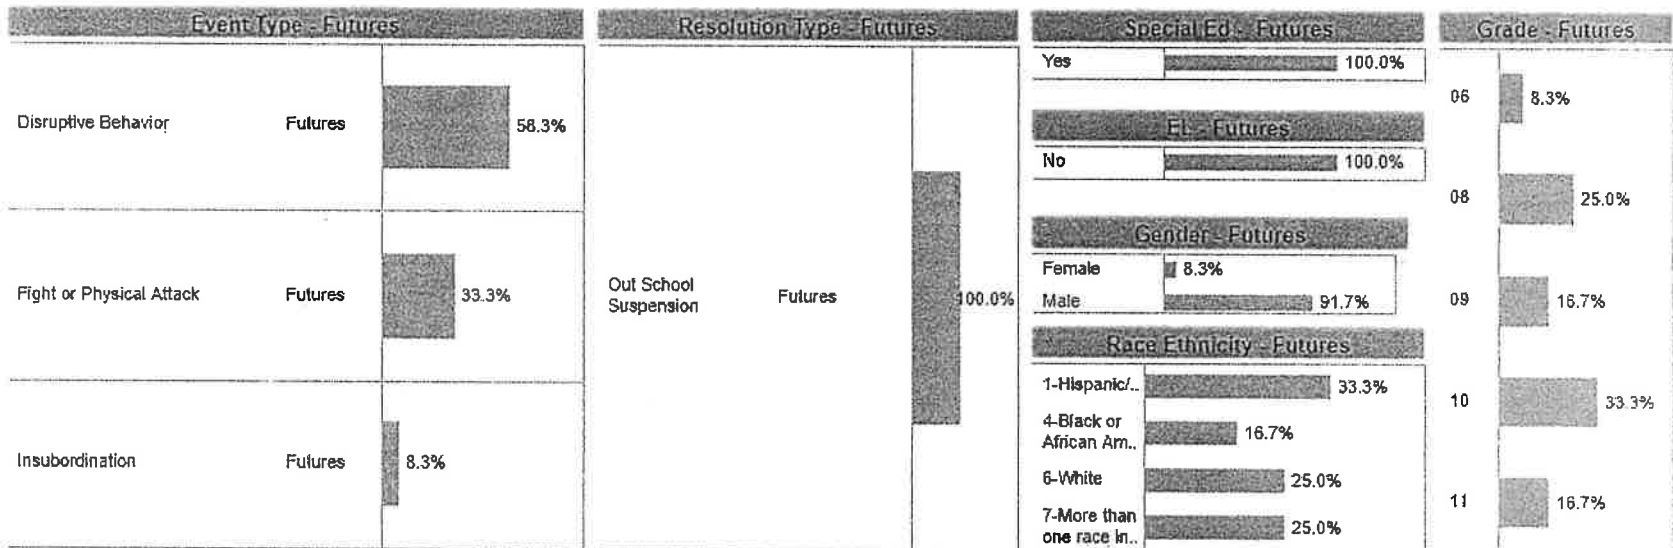 Event Type - Futures
Disruptive Behavior Futures 58.3%
Fight or Physical Attack Futures 33.3%
Insubordination Futures 8.3%
Resolution Type - Futures
Out School
Suspension Futures 100.0%
Special Ed - Futures
Yes 100.0%
EL - Futures
No 100.0%
Gender - Futures
Female 8.3%
Male 91.7%
Race Ethnicity - Futures
1-Hispanic/.. 33.3%
4-Black or
African Am.. 16.7%
6-White 25.0%
7-More than
one race in.. 25.0%
Grade - Futures
06 8.3%
08 25.0%
09 16.7%
10 33.3%
11 16.7%